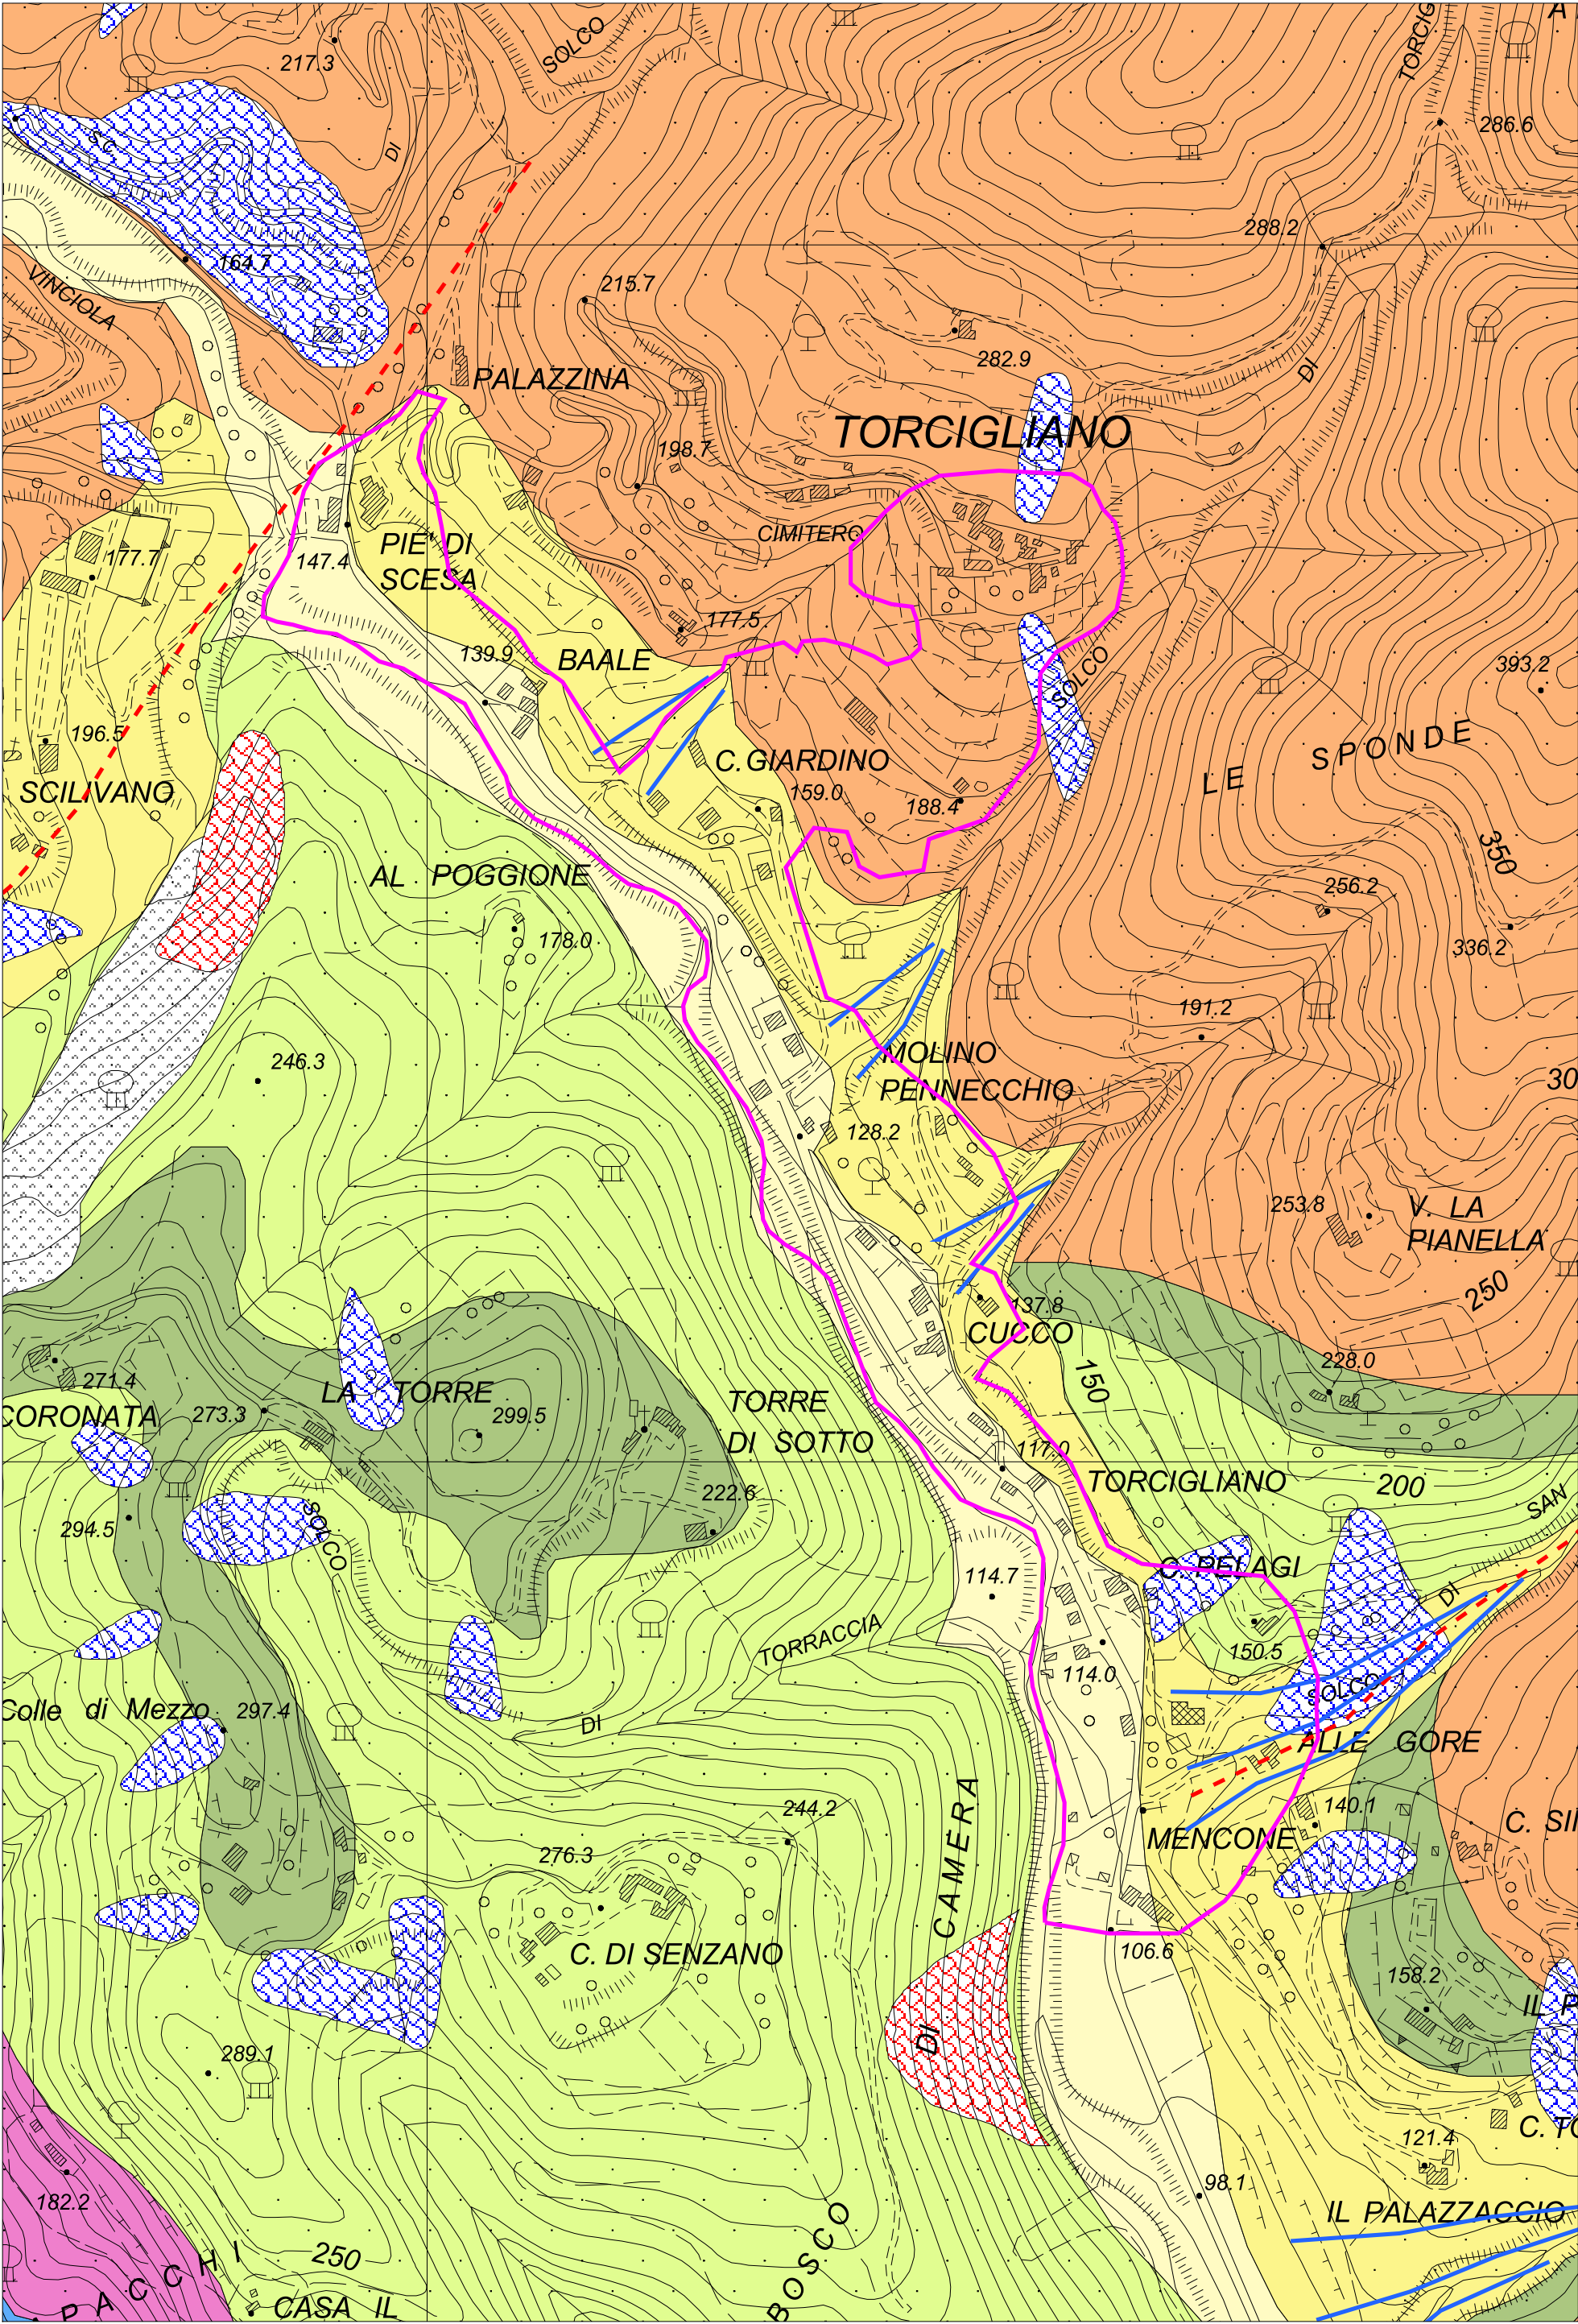 217.3
SOLCO
TORCIG
A
286.6
DI
288.2
164.7
VINCIOLA
215.7
282.9
DI
PALAZZINA
TORCIGLIANO
198.7
CIMITERO
PIE' DI
SCESA
147.4
177.7
177.5
139.9
BAALE
SOLCO
393.2
196.5
SCILIVANO
C. GIARDINO
159.0
188.4
LE SPONDE
350
AL POGGIONE
178.0
256.2
336.2
246.3
191.2
MOLINO
PENNECCHIO
128.2
30
253.8
V. LA
PIANELLA
250
137.8
CUCCO
150
228.0
271.4
CORONATA
273.3
LA TORRE
299.5
TORRE
DI SOTTO
117.0
TORCIGLIANO
200
SAN
222.6
294.5
SOLCO
C. PELAGI
114.7
DI
150.5
TORRACCIA
114.0
SOLCO
Colle di Mezzo
297.4
DI
ALLE GORE
244.2
CAMERA
140.1
C. SI
MENCONE
276.3
C. DI SENZANO
106.6
158.2
IL P
DI
289.1
C. TO
121.4
182.2
98.1
IL PALAZZACCIO
PACCHI
250
BOSCO
CASA IL